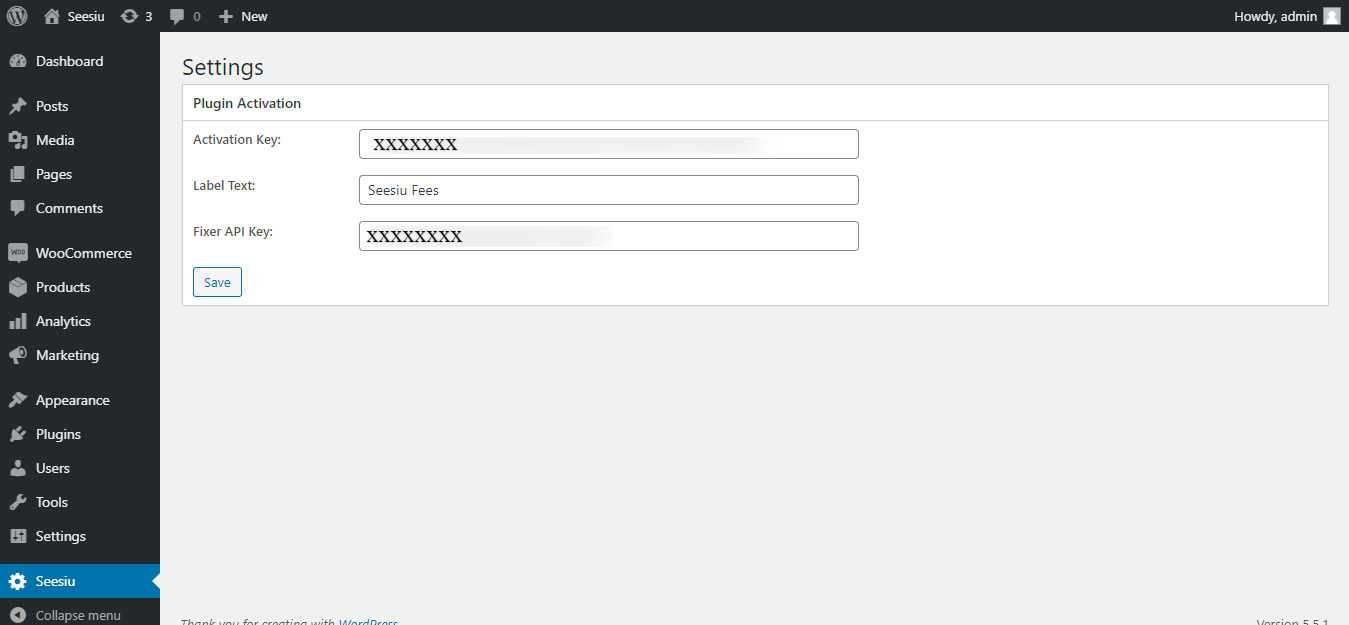 Seesiu 3 0 New Howdy, admin
Dashboard
Posts
Media
Pages
Comments
WooCommerce
Products
Analytics
Marketing
Appearance
Plugins
Users
Tools
Settings
Seesiu
Collapse menu
Settings
Plugin Activation
Activation Key: XXXXXXX
Label Text: Seesiu Fees
Fixer API Key: XXXXXXXX
Save
Thank you for creating with WordPress. Version 5.5.1